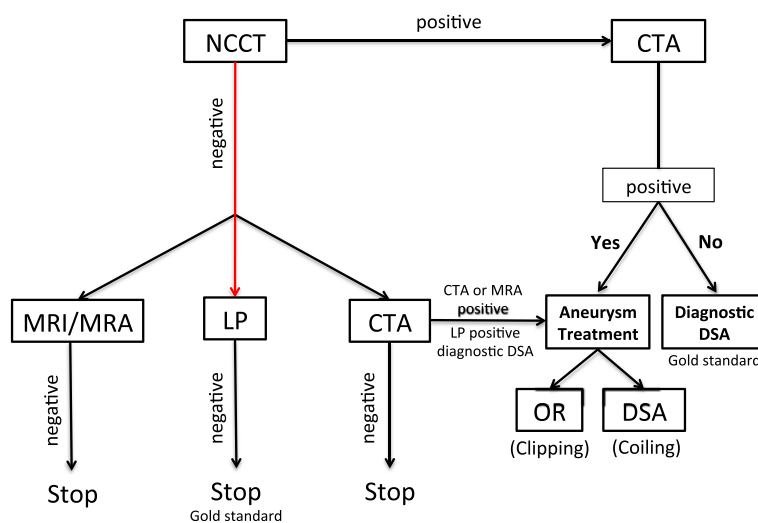 NCCT
positive
CTA
negative
positive
Yes
No
MRI/MRA
LP
CTA
CTA or MRA
positive
LP positive
diagnostic DSA
Aneurysm
Treatment
Diagnostic
DSA
Gold standard
negative
negative
negative
OR
DSA
(Clipping)
(Coiling)
Stop
Stop
Stop
Gold standard